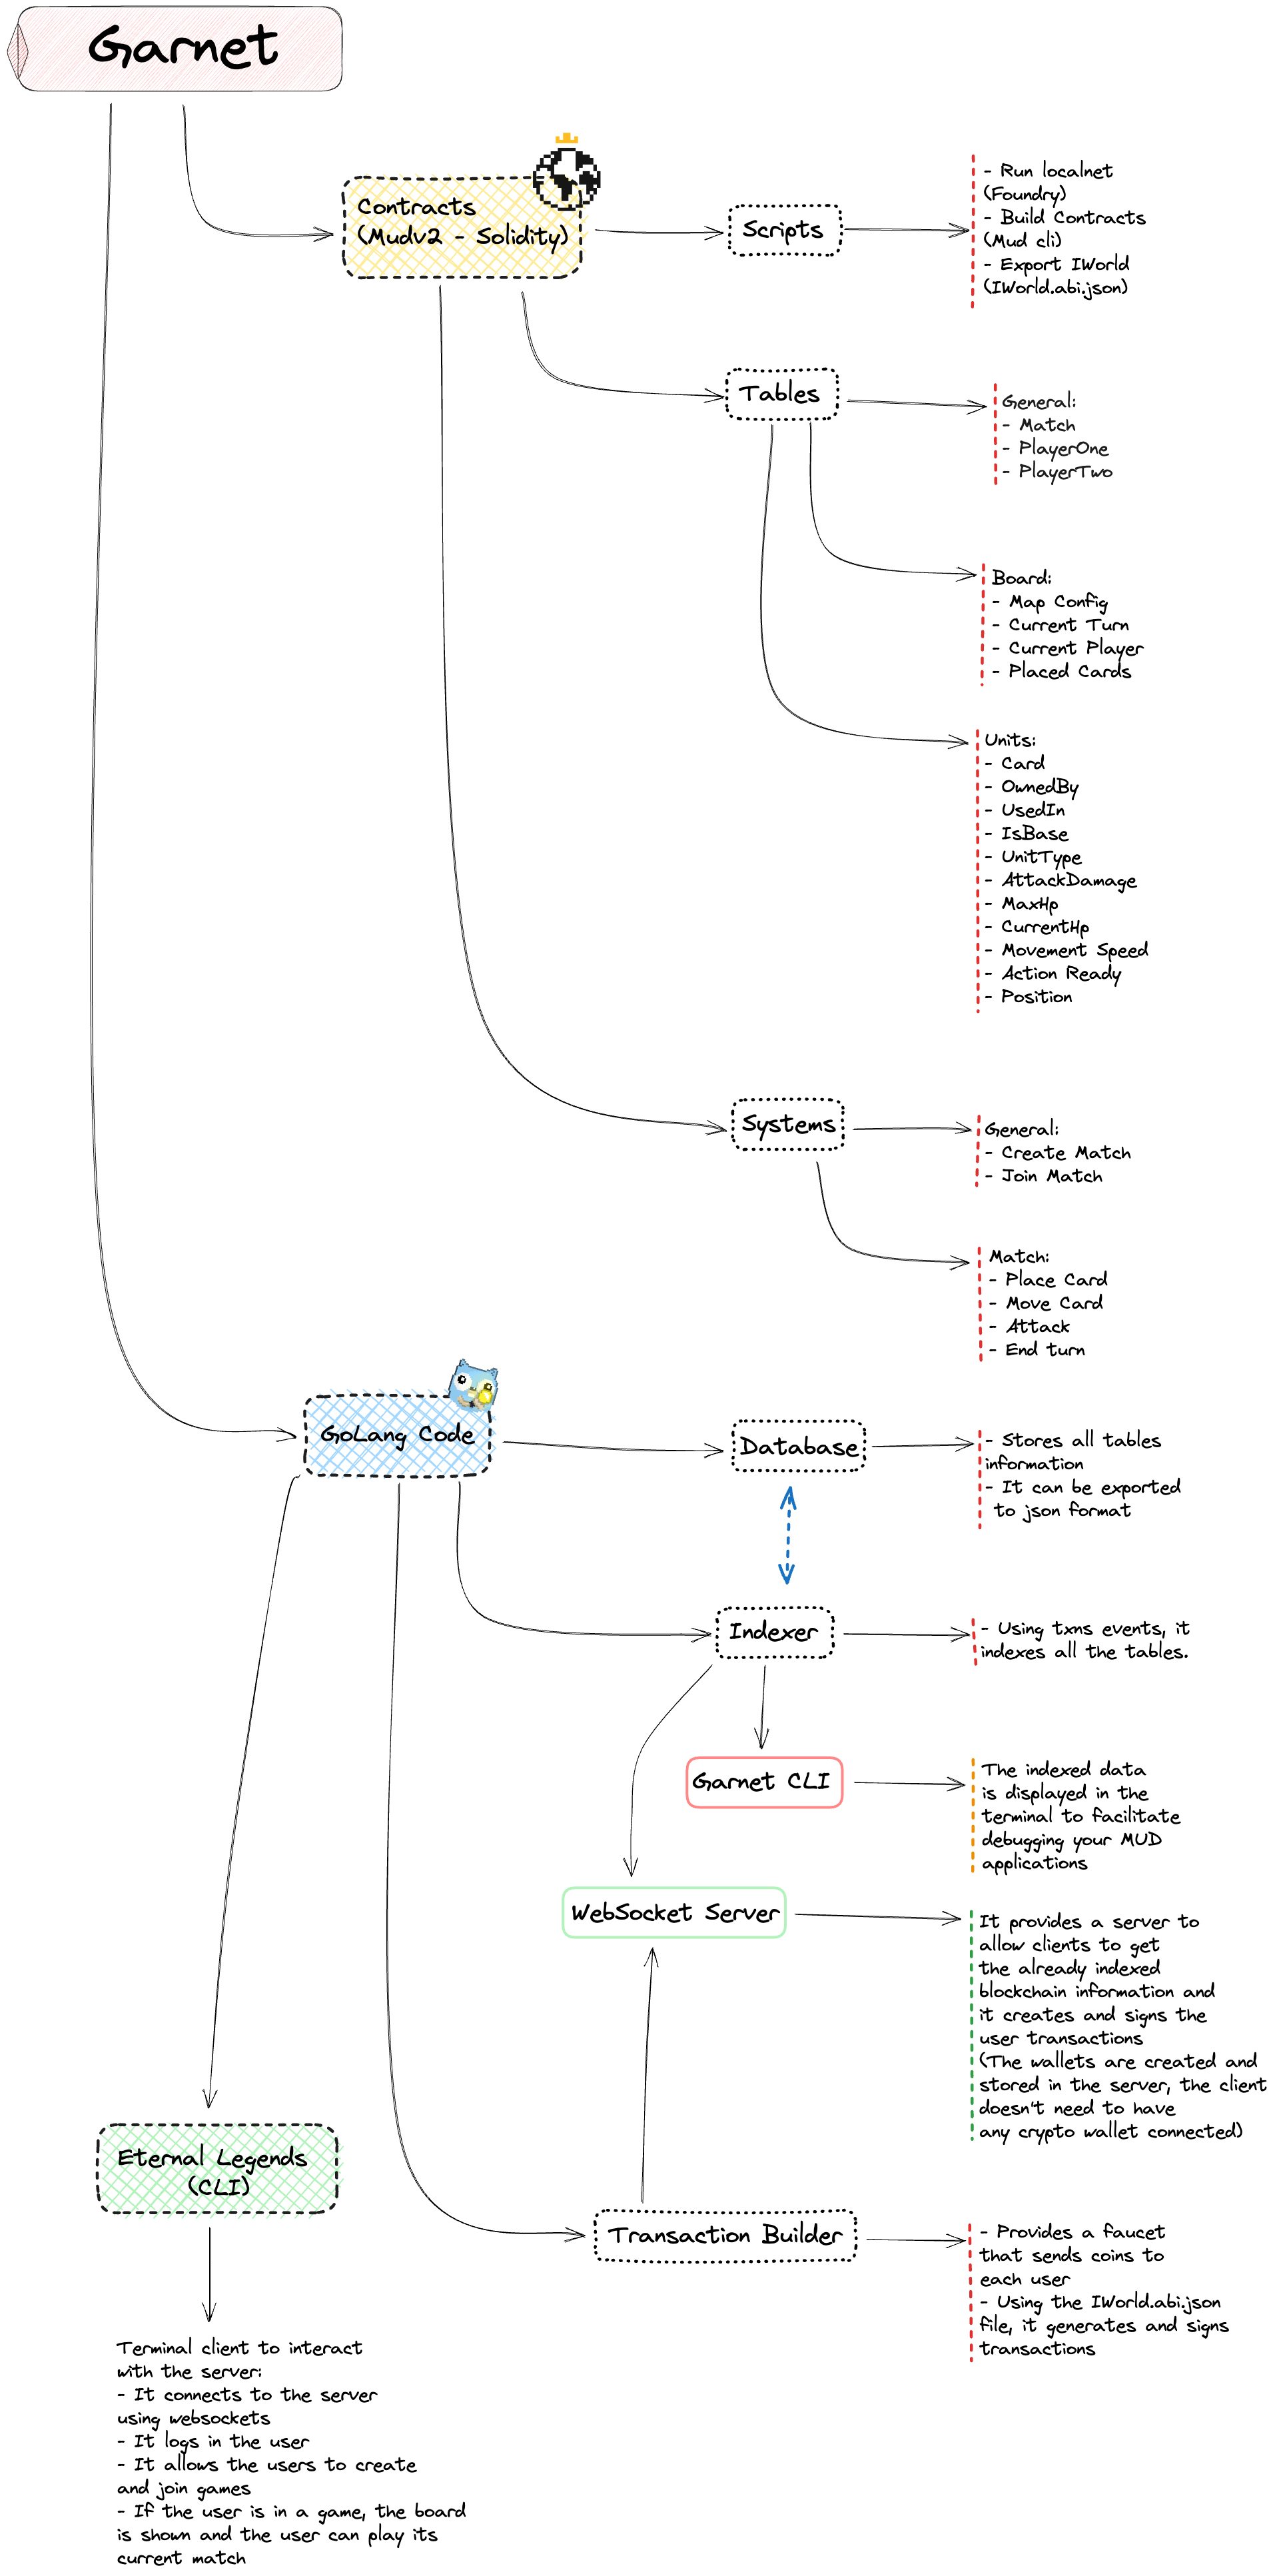 Garnet
Contracts
(Mudv2 - Solidity)
Scripts
- Run localnet
(Foundry)
- Build Contracts
(Mud cli)
- Export IWorld
(IWorld.abi.json)
Tables
General:
- Match
- PlayerOne
- PlayerTwo
Board:
- Map Config
- Current Turn
- Current Player
- Placed Cards
Units:
- Card
- OwnedBy
- UsedIn
- IsBase
- UnitType
- AttackDamage
- MaxHp
- CurrentHp
- Movement Speed
- Action Ready
- Position
Systems
General:
- Create Match
- Join Match
Match:
- Place Card
- Move Card
- Attack
- End turn
GoLang Code
Database
- Stores all tables
information
- It can be exported
to json format
Indexer
- Using txns events, it
indexes all the tables.
Garnet CLI
The indexed data
is displayed in the
terminal to facilitate
debugging your MUD
applications
WebSocket Server
It provides a server to
allow clients to get
the already indexed
blockchain information and
it creates and signs the
user transactions
(The wallets are created and
stored in the server, the client
doesn't need to have
any crypto wallet connected)
Eternal Legends
(CLI)
Transaction Builder
- Provides a faucet
that sends coins to
each user
- Using the IWorld.abi.json
file, it generates and signs
transactions
Terminal client to interact
with the server:
- It connects to the server
using websockets
- It logs in the user
- It allows the users to create
and join games
- If the user is in a game, the board
is shown and the user can play its
current match